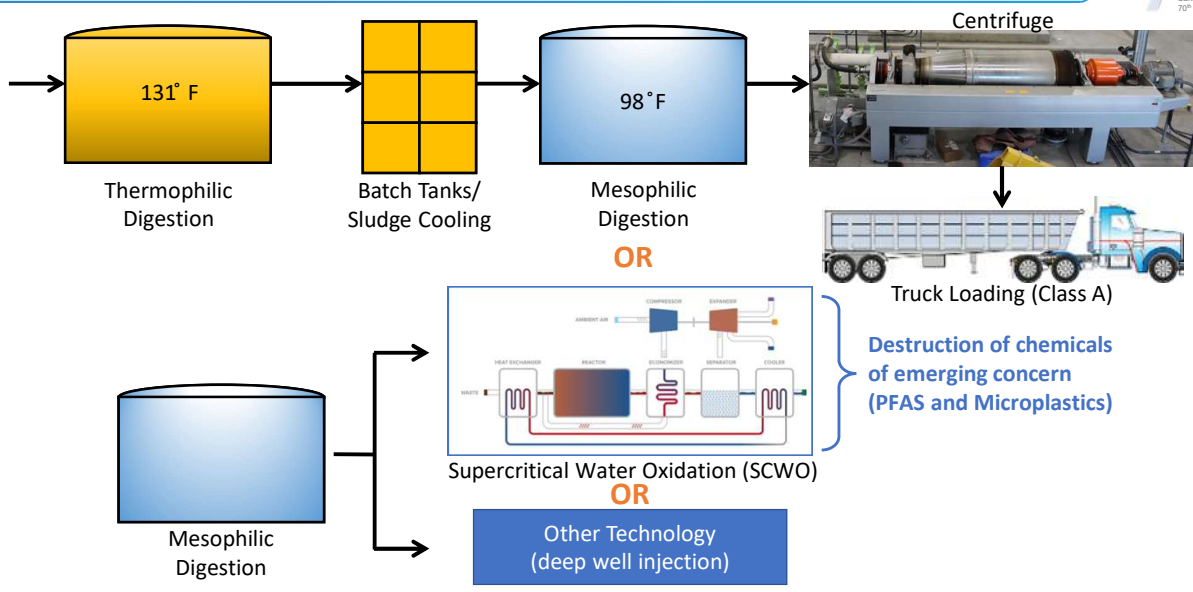 70th
Centrifuge
131° F
98°F
Thermophilic
Digestion
Batch Tanks/
Sludge Cooling
Mesophilic
Digestion
Truck Loading (Class A)
OR
COMPRESSOR
EXPANDER
AMBIENT AIR
HEAT EXCHANGER
REACTOR
ECONOMIZER
SEPARATOR
COOLER
WASTE
Destruction of chemicals
of emerging concern
(PFAS and Microplastics)
Supercritical Water Oxidation (SCWO)
OR
Mesophilic
Digestion
Other Technology
(deep well injection)